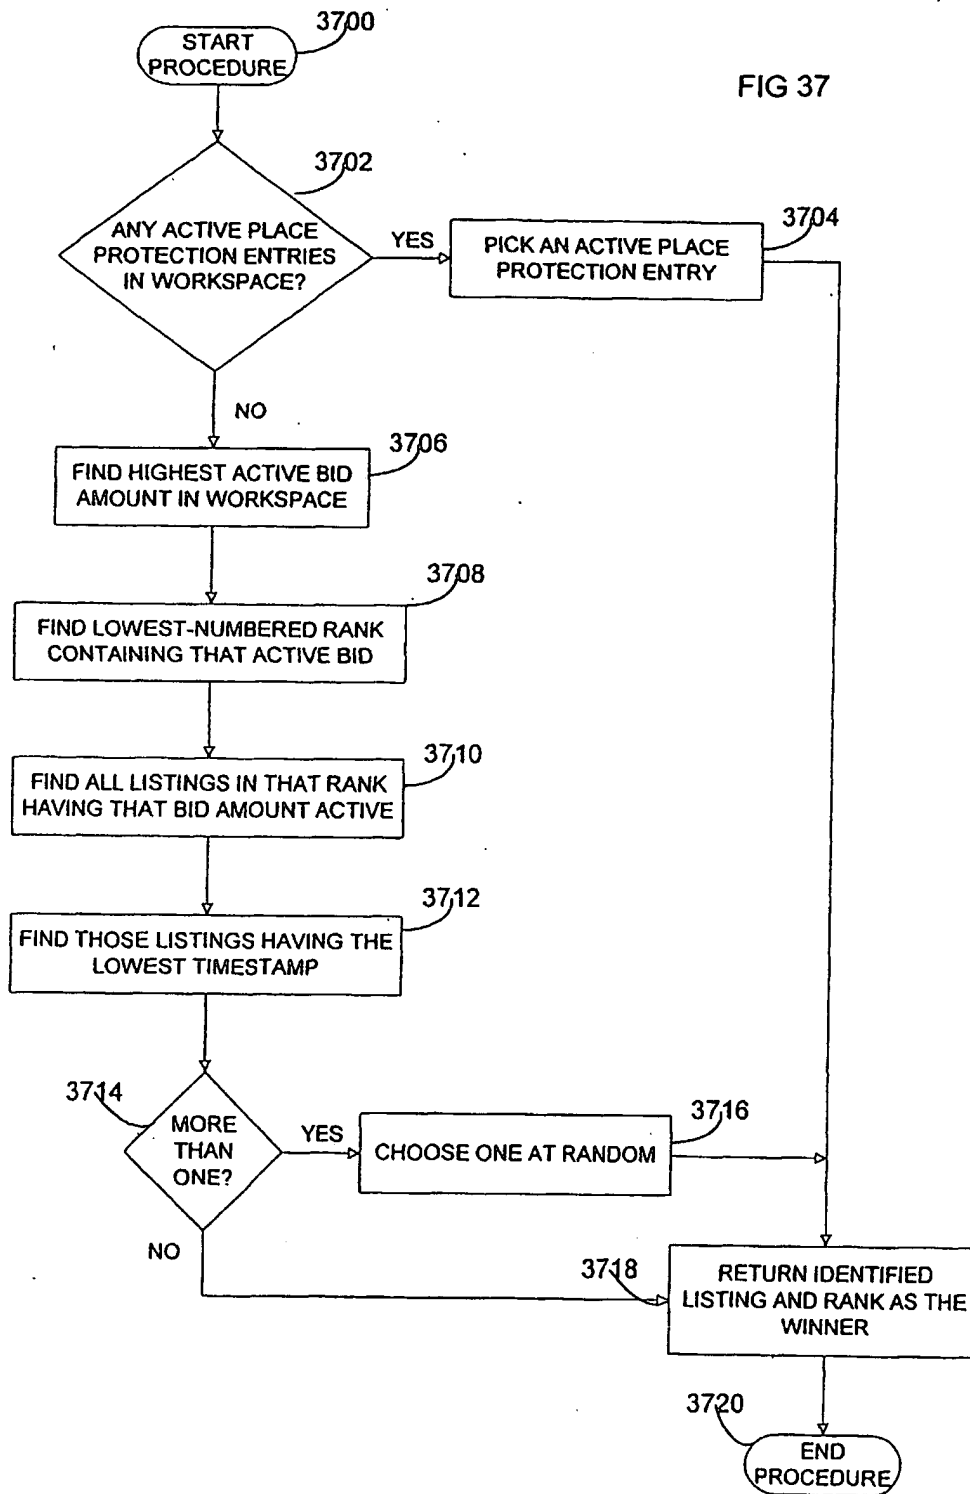 3700
START
PROCEDURE
FIG 37
3702
ANY ACTIVE PLACE
PROTECTION ENTRIES
IN WORKSPACE?
YES
3704
PICK AN ACTIVE PLACE
PROTECTION ENTRY
NO
3706
FIND HIGHEST ACTIVE BID
AMOUNT IN WORKSPACE
3708
FIND LOWEST-NUMBERED RANK
CONTAINING THAT ACTIVE BID
3710
FIND ALL LISTINGS IN THAT RANK
HAVING THAT BID AMOUNT ACTIVE
3712
FIND THOSE LISTINGS HAVING THE
LOWEST TIMESTAMP
3714
MORE
THAN
ONE?
YES
3716
CHOOSE ONE AT RANDOM
NO
3718
RETURN IDENTIFIED
LISTING AND RANK AS THE
WINNER
3720
END
PROCEDURE